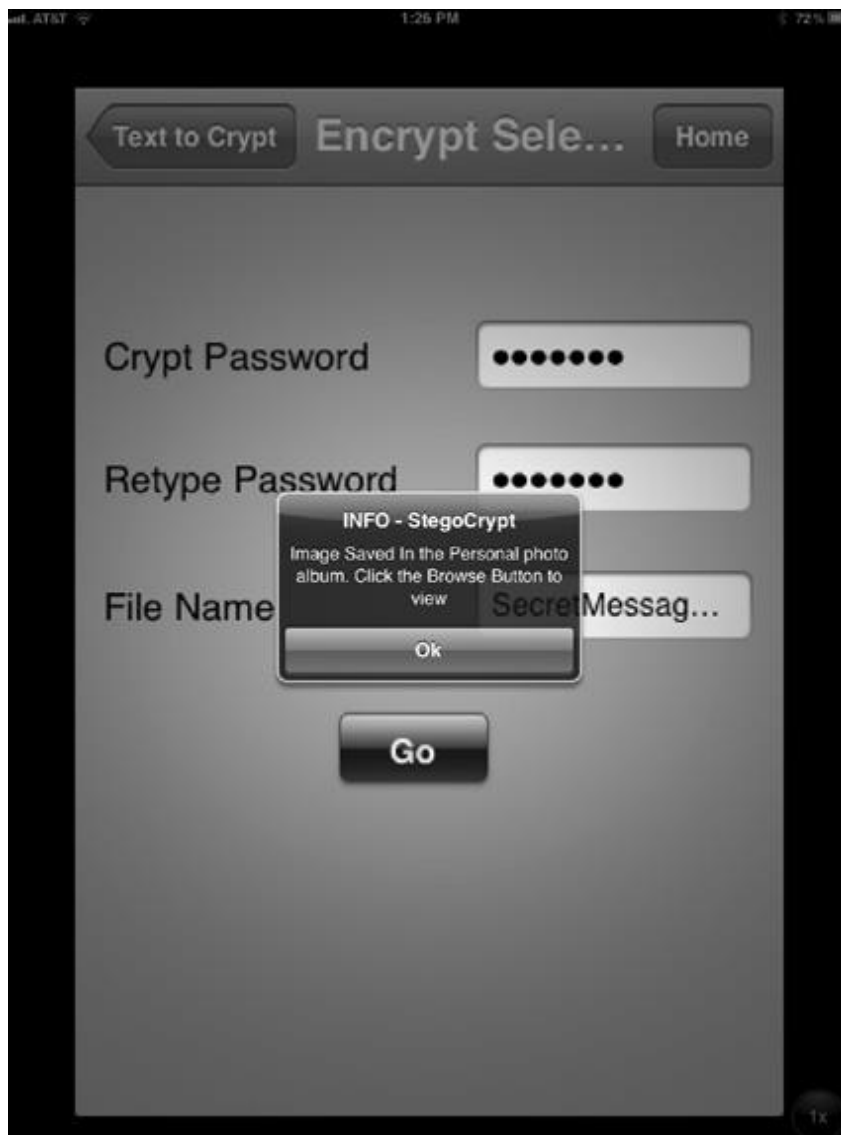 AT&T 1:26 PM 72%
Text to Crypt Encrypt Sele... Home
Crypt Password •••••••
Retype Password •••••••
INFO - StegoCrypt
Image Saved In the Personal photo
album. Click the Browse Button to
view
File Name SecretMessag...
Ok
Go
1x